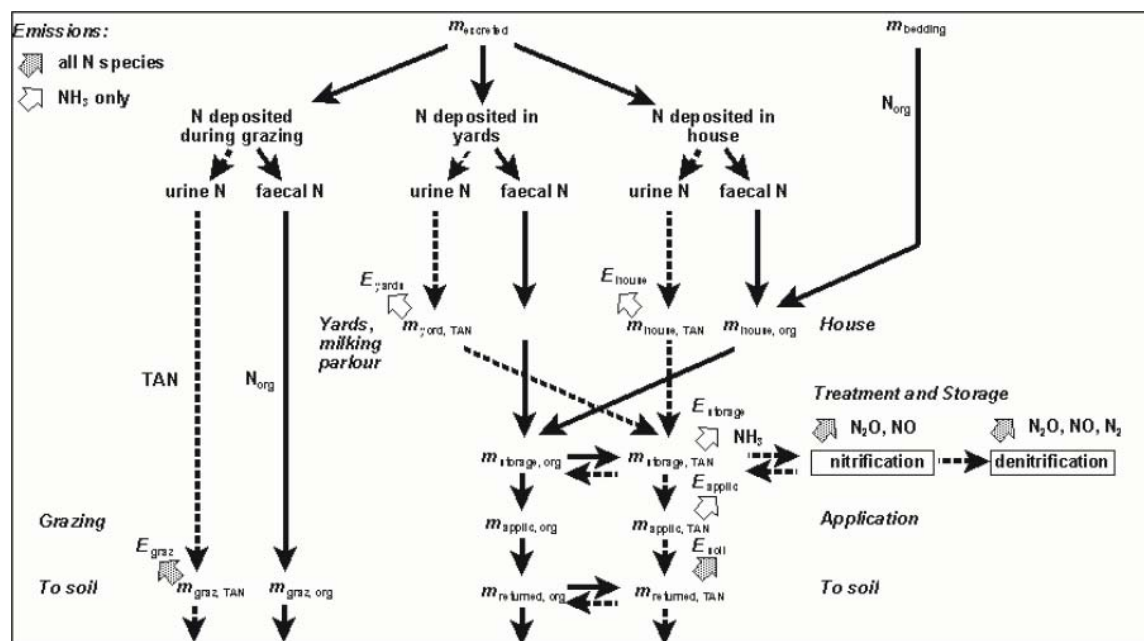 Emissions:
all N species
NH3 only
m excreted
m bedding
Norg
N deposited
during grazing
N deposited in
yards
N deposited in
house
urine N
faecal N
urine N
faecal N
urine N
faecal N
E yards
E house
m yard, TAN
m house, TAN
m house, org
House
Yards,
milking
parlour
TAN
Norg
Treatment and Storage
E storage
NH3
N2O, NO
N2O, NO, N2
m storage, org
m storage, TAN
nitrification
denitrification
E applic
Grazing
m applic, org
m applic, TAN
Application
E graz
E soil
To soil
m graz, TAN
m graz, org
m returned, org
m returned, TAN
To soil